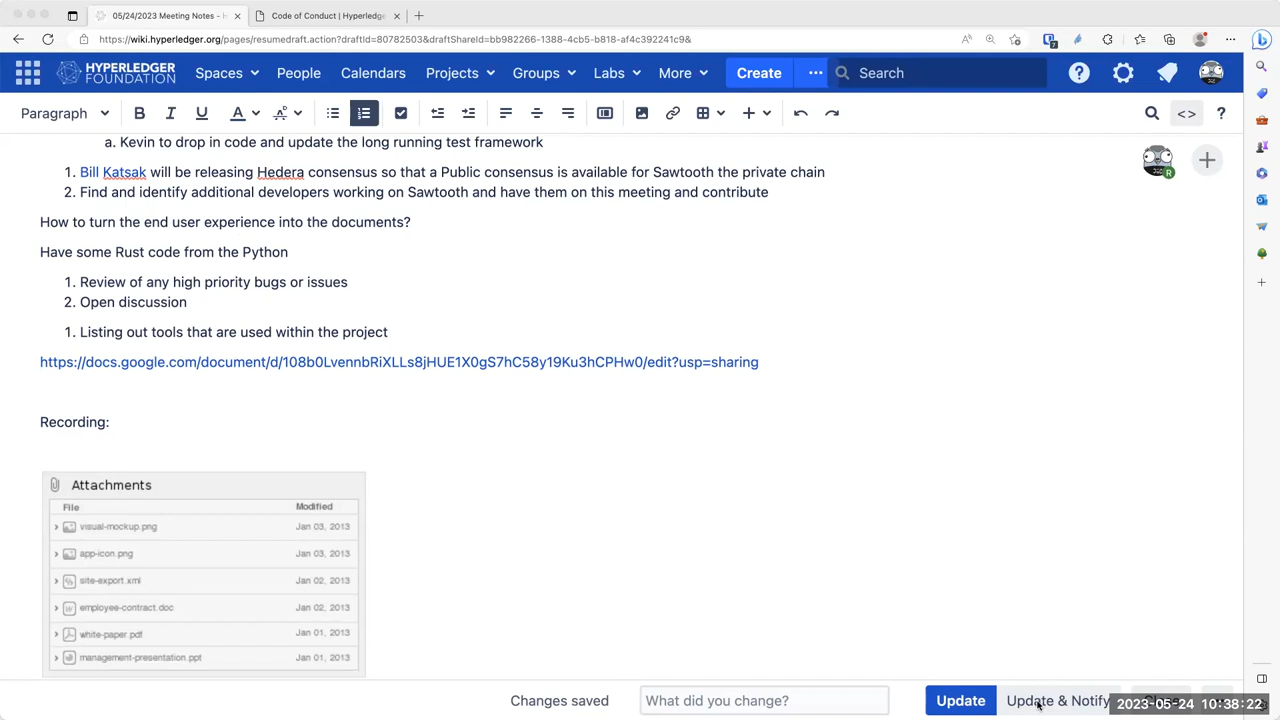 05/24/2023 Meeting Notes -
Code of Conduct | Hyperledge
https://wiki.hyperledger.org/pages/resumedraft.action?draftId=80782503&draftShareId=bb982266-1388-4cb5-b818-af4c392241c9&
HYPERLEDGER
FOUNDATION
Spaces People Calendars Projects Groups Labs More Create ... Search
Paragraph B I U A
a. Kevin to drop in code and update the long running test framework
1. Bill Katsak will be releasing Hedera consensus so that a Public consensus is available for Sawtooth the private chain
2. Find and identify additional developers working on Sawtooth and have them on this meeting and contribute
How to turn the end user experience into the documents?
Have some Rust code from the Python
1. Review of any high priority bugs or issues
2. Open discussion
1. Listing out tools that are used within the project
https://docs.google.com/document/d/108b0LvennbRiXLLs8jHUE1X0gS7hC58y19Ku3hCPHw0/edit?usp=sharing
Recording:
Attachments
File Modified
visual-mockup.png Jan 03, 2013
app-icon.png Jan 03, 2013
site-export.xml Jan 02, 2013
employee-contract.doc Jan 02, 2013
white-paper.pdf Jan 01, 2013
management-presentation.ppt Jan 01, 2013
Changes saved What did you change? Update Update & Notify
2023-05-24 10:38:22